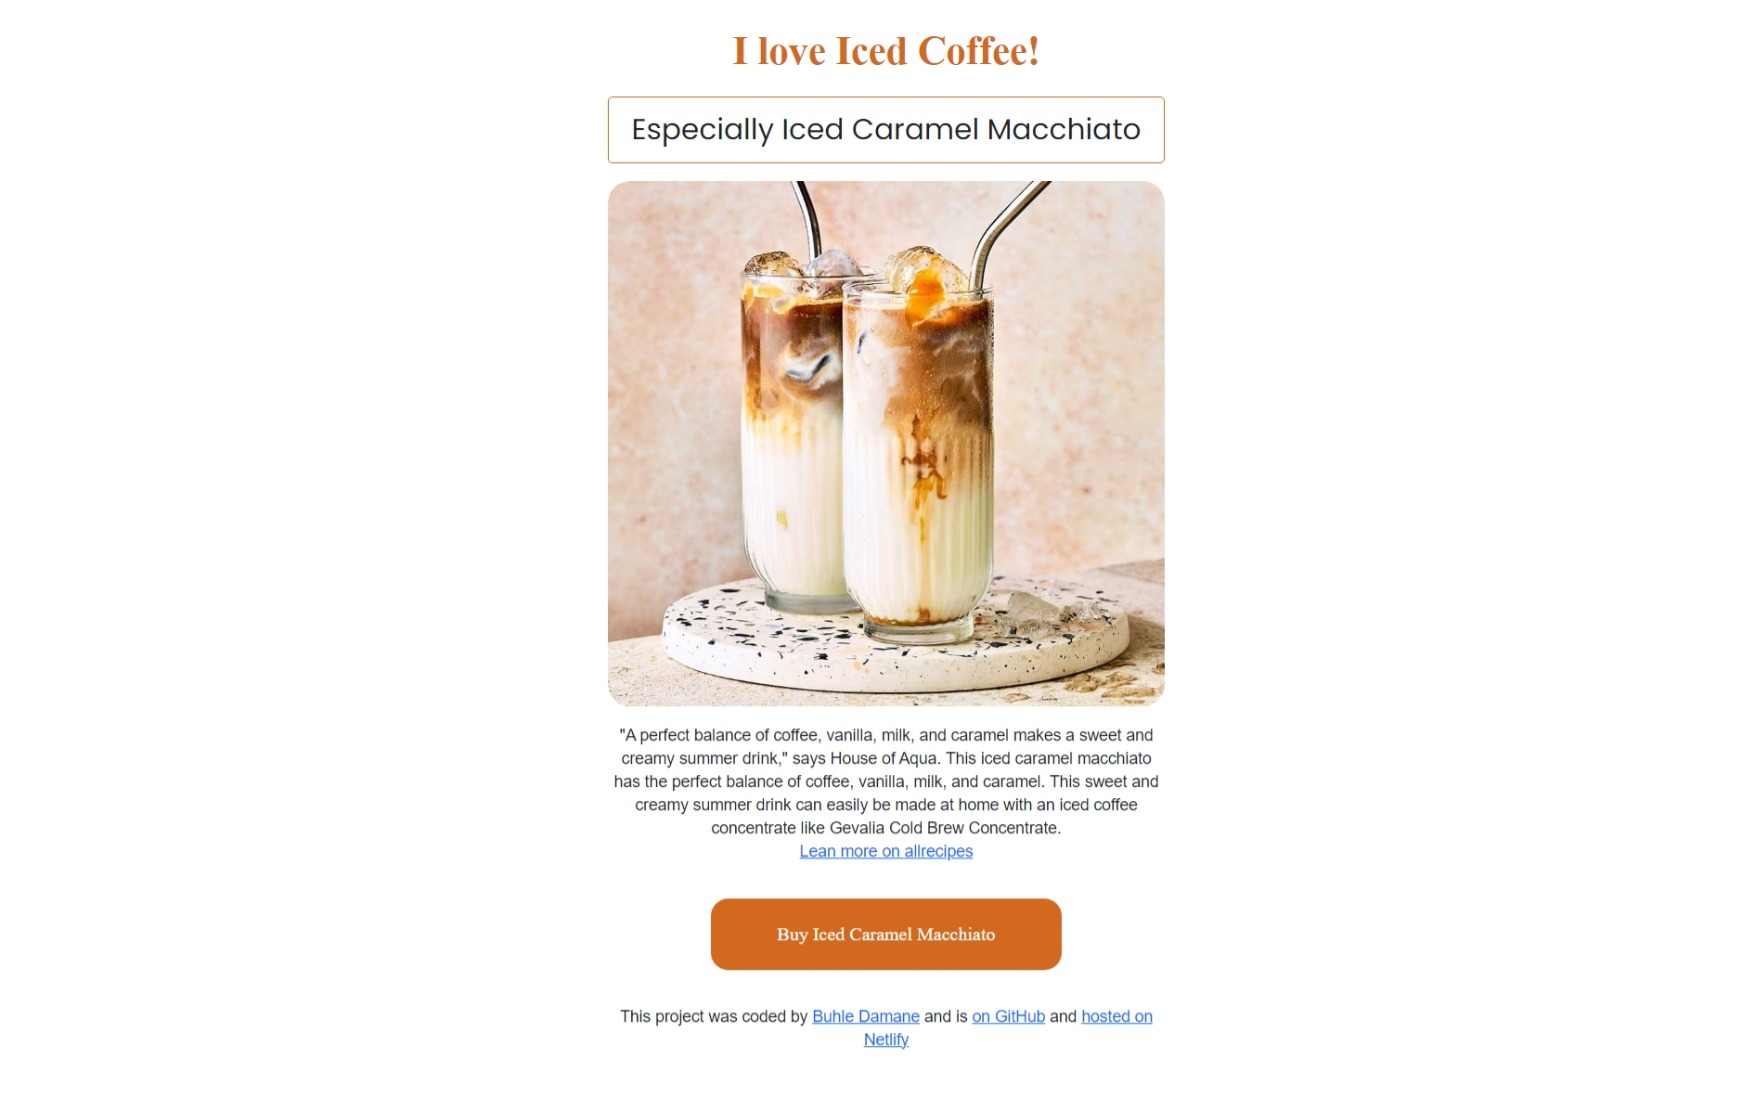 I love Iced Coffee!
Especially Iced Caramel Macchiato
"A perfect balance of coffee, vanilla, milk, and caramel makes a sweet and
creamy summer drink," says House of Aqua. This iced caramel macchiato
has the perfect balance of coffee, vanilla, milk, and caramel. This sweet and
creamy summer drink can easily be made at home with an iced coffee
concentrate like Gevalia Cold Brew Concentrate.
Lean more on allrecipes
Buy Iced Caramel Macchiato
This project was coded by Buhle Damane and is on GitHub and hosted on
Netlify